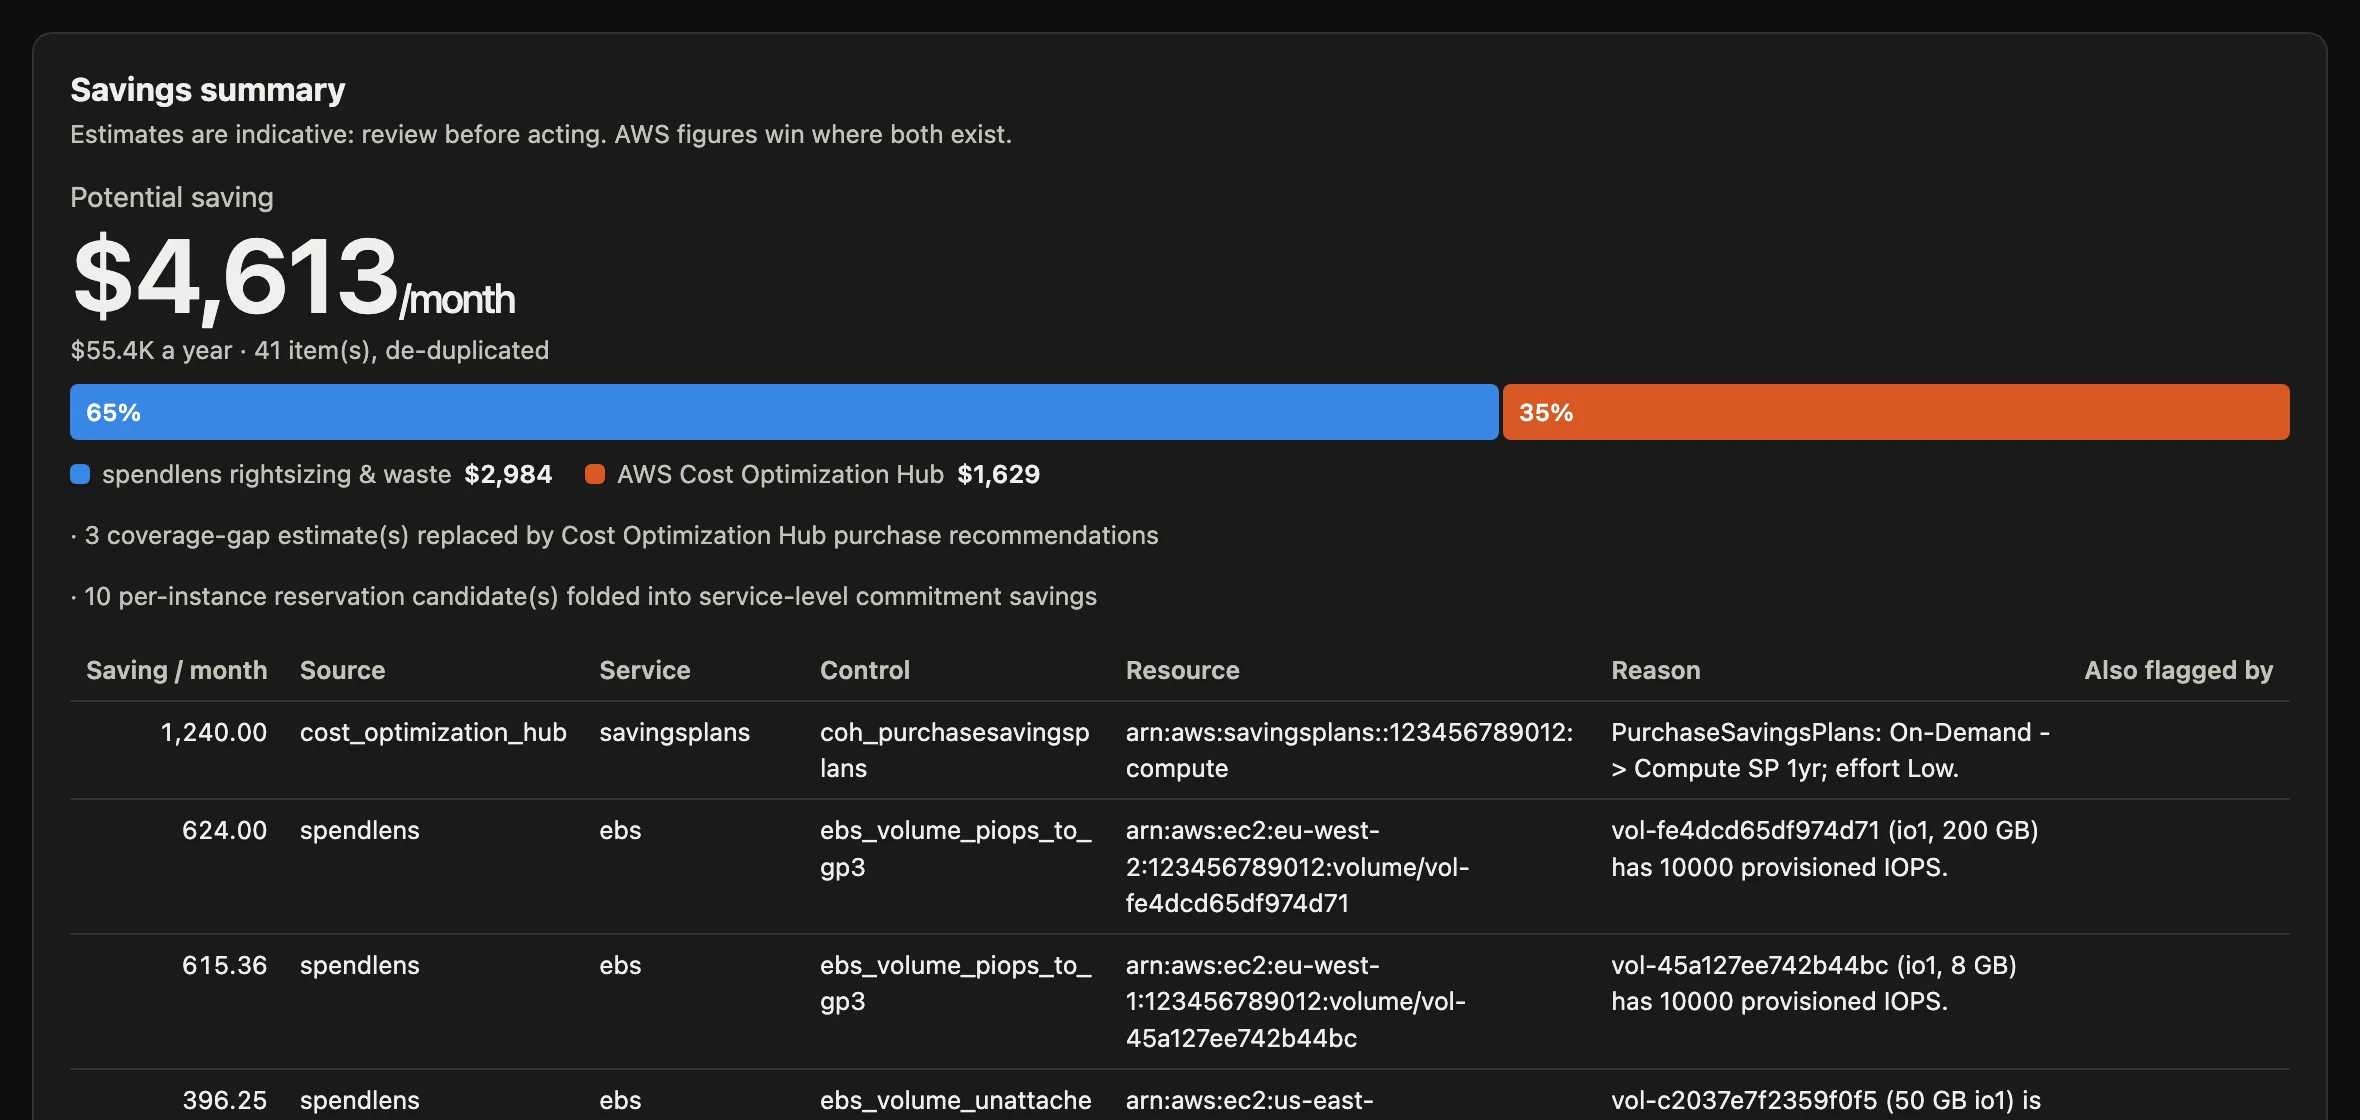 Savings summary
Estimates are indicative: review before acting. AWS figures win where both exist.
Potential saving
$4,613/month
$55.4K a year · 41 item(s), de-duplicated
65% 35%
spendlens rightsizing & waste $2,984 AWS Cost Optimization Hub $1,629
· 3 coverage-gap estimate(s) replaced by Cost Optimization Hub purchase recommendations
· 10 per-instance reservation candidate(s) folded into service-level commitment savings
Saving / month Source Service Control Resource Reason Also flagged by
1,240.00 cost_optimization_hub savingsplans coh_purchasesavingsp arn:aws:savingsplans::123456789012: PurchaseSavingsPlans: On-Demand -
lans compute > Compute SP 1yr; effort Low.
624.00 spendlens ebs ebs_volume_piops_to_ arn:aws:ec2:eu-west- vol-fe4dcd65df974d71 (io1, 200 GB)
gp3 2:123456789012:volume/vol- has 10000 provisioned IOPS.
fe4dcd65df974d71
615.36 spendlens ebs ebs_volume_piops_to_ arn:aws:ec2:eu-west- vol-45a127ee742b44bc (io1, 8 GB)
gp3 1:123456789012:volume/vol- has 10000 provisioned IOPS.
45a127ee742b44bc
396.25 spendlens ebs ebs_volume_unattache arn:aws:ec2:us-east- vol-c2037e7f2359f0f5 (50 GB io1) is